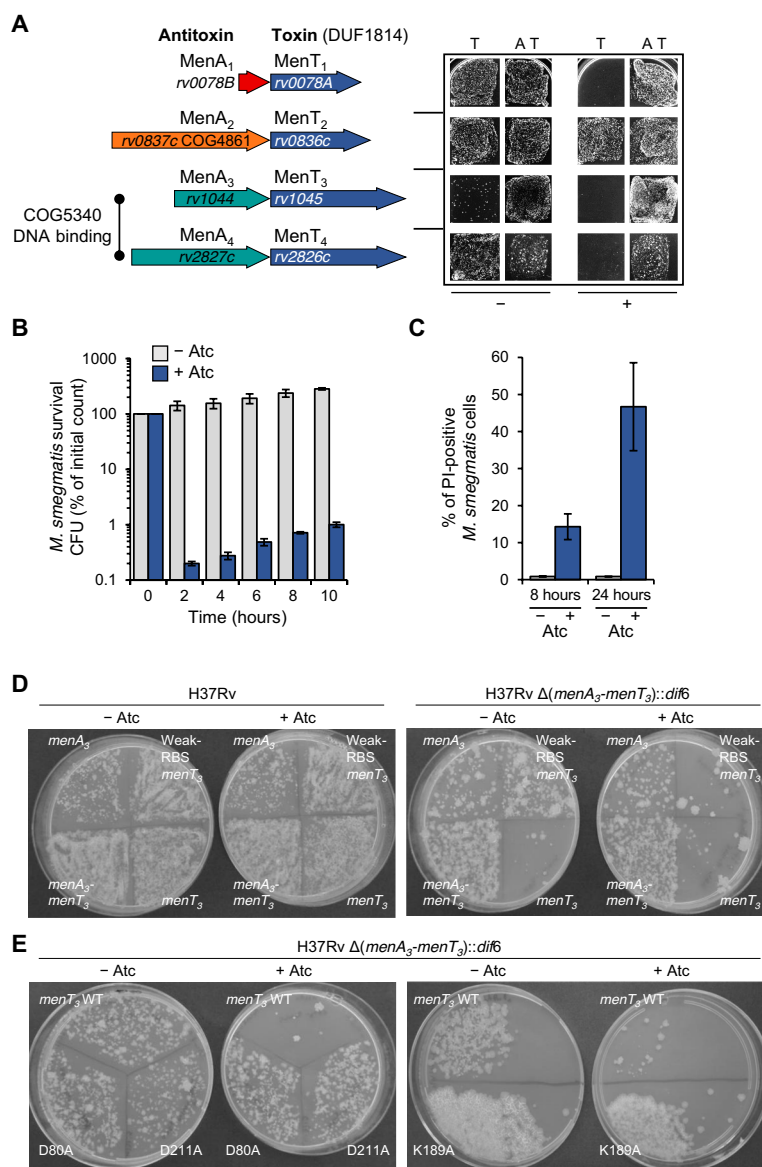 A
Antitoxin Toxin (DUF1814)
T A T T A T
MenA1 MenT1
rv0078B rv0078A
MenA2 MenT2
rv0837c COG4861 rv0836c
MenA3 MenT3
rv1044 rv1045
COG5340
DNA binding
MenA4 MenT4
rv2827c rv2826c
– +
B
– Atc
+ Atc
M. smegmatis survival
CFU (% of initial count)
1000
100
10
1
0.1
0 2 4 6 8 10
Time (hours)
C
% of PI-positive
M. smegmatis cells
60
50
40
30
20
10
0
8 hours 24 hours
– + – +
Atc Atc
D
H37Rv H37Rv Δ(menA3-menT3)::dif6
– Atc + Atc – Atc + Atc
menA3 Weak-
RBS
menT3
menA3 Weak-
RBS
menT3
menA3 Weak-
RBS
menT3
menA3 Weak-
RBS
menT3
menA3-
menT3 menT3
menA3-
menT3 menT3
menA3-
menT3 menT3
menA3-
menT3 menT3
E
H37Rv Δ(menA3-menT3)::dif6
– Atc + Atc – Atc + Atc
menT3 WT menT3 WT menT3 WT menT3 WT
D80A D211A D80A D211A K189A K189A